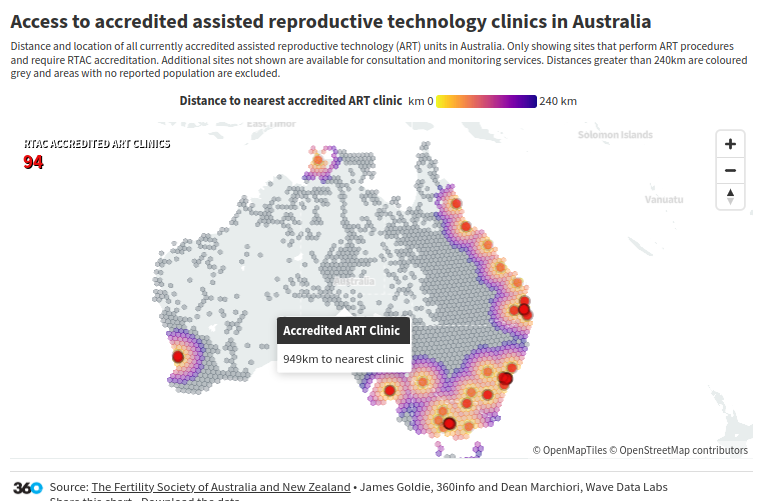 Access to accredited assisted reproductive technology clinics in Australia
Distance and location of all currently accredited assisted reproductive technology (ART) units in Australia. Only showing sites that perform ART procedures
and require RTAC accreditation. Additional sites not shown are available for consultation and monitoring services. Distances greater than 240km are coloured
grey and areas with no reported population are excluded.
Distance to nearest accredited ART clinic km 0 240 km
East Timor
Solomon Islands
RTAC ACCREDITED ART CLINICS
94
Vanuatu
Australia
Accredited ART Clinic
949km to nearest clinic
© OpenMapTiles © OpenStreetMap contributors
360 Source: The Fertility Society of Australia and New Zealand • James Goldie, 360info and Dean Marchiori, Wave Data Labs
Share this chart • Download the data